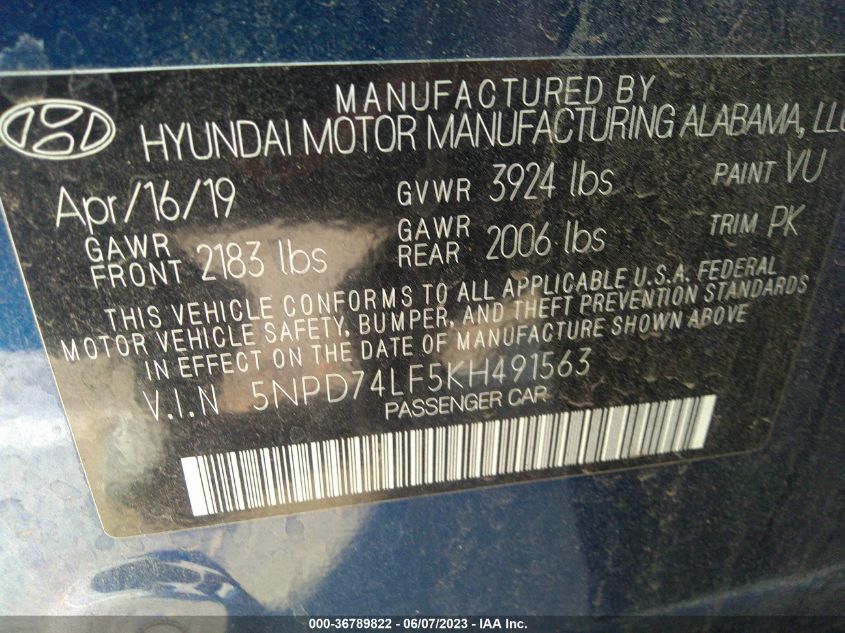 MANUFACTURED BY
HYUNDAI MOTOR MANUFACTURING ALABAMA, LLC
Apr/16/19 GVWR 3924 lbs PAINT VU
GAWR FRONT 2183 lbs GAWR REAR 2006 lbs TRIM PK
THIS VEHICLE CONFORMS TO ALL APPLICABLE U.S.A. FEDERAL
MOTOR VEHICLE SAFETY, BUMPER, AND THEFT PREVENTION STANDARDS
IN EFFECT ON THE DATE OF MANUFACTURE SHOWN ABOVE
V.I.N 5NPD74LF5KH491563
PASSENGER CAR
000-36789822 - 06/07/2023 - IAA Inc.